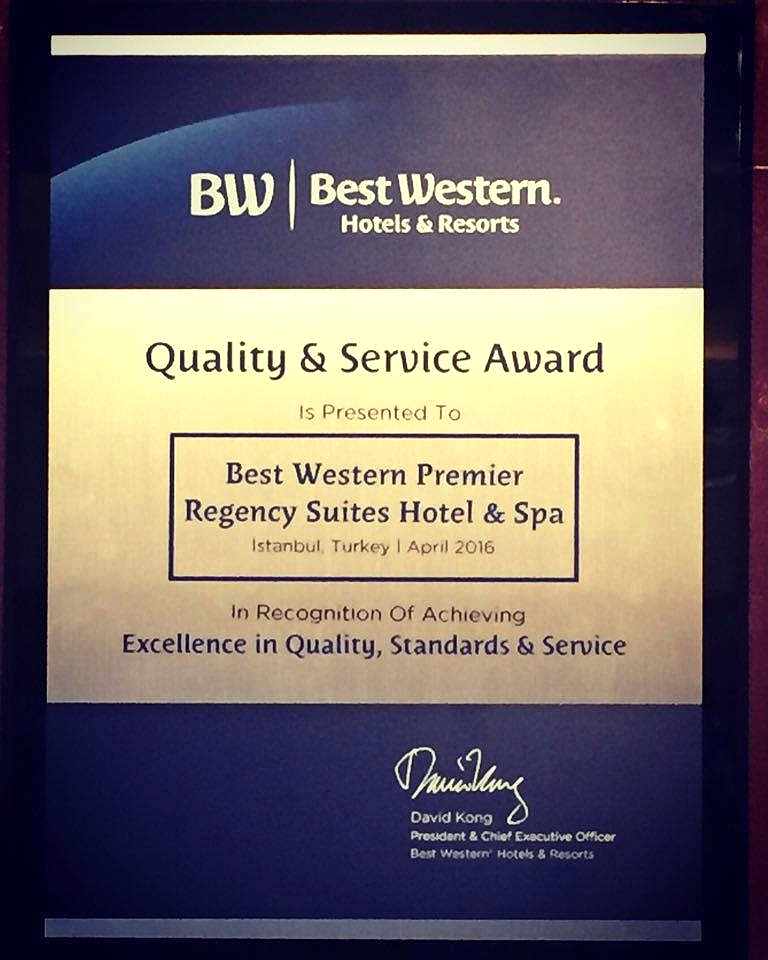 BW | Best Western.
Hotels & Resorts
Quality & Service Award
Is Presented To
Best Western Premier
Regency Suites Hotel & Spa
Istanbul, Turkey | April 2016
In Recognition Of Achieving
Excellence in Quality, Standards & Service
David Kong
David Kong
President & Chief Executive Officer
Best Western® Hotels & Resorts